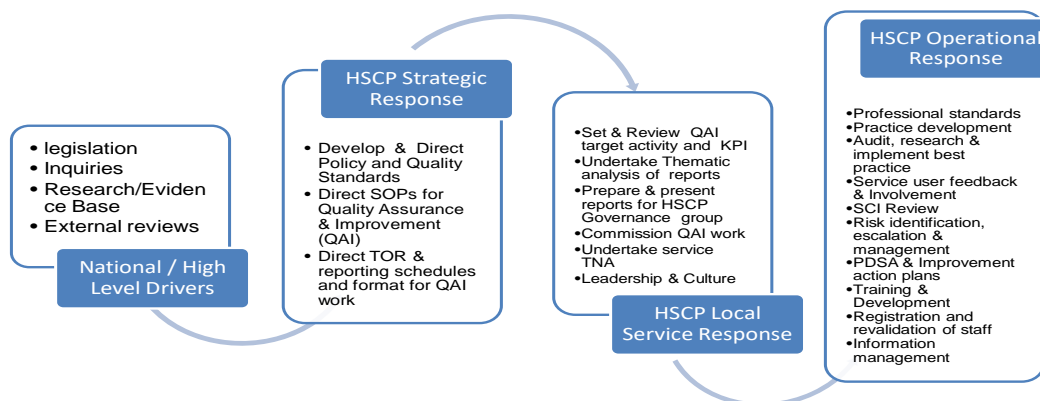 • legislation
• Inquiries
• Research/Eviden
ce Base
• External reviews
National / High
Level Drivers
HSCP Strategic
Response
• Develop & Direct
Policy and Quality
Standards
• Direct SOPs for
Quality Assurance
& Improvement
(QAI)
• Direct TOR &
reporting schedules
and format for QAI
work
•Set & Review QAI
target activity and KPI
•Undertake Thematic
analysis of reports
•Prepare & present
reports for HSCP
Governance group
•Commission QAI work
•Undertake service
TNA
•Leadership & Culture
HSCP Local
Service Response
HSCP Operational
Response
•Professional standards
•Practice development
•Audit, research &
implement best
practice
•Service user feedback
& Involvement
•SCI Review
•Risk identification,
escalation &
management
•PDSA & Improvement
action plans
•Training &
Development
•Registration and
revalidation of staff
•Information
management